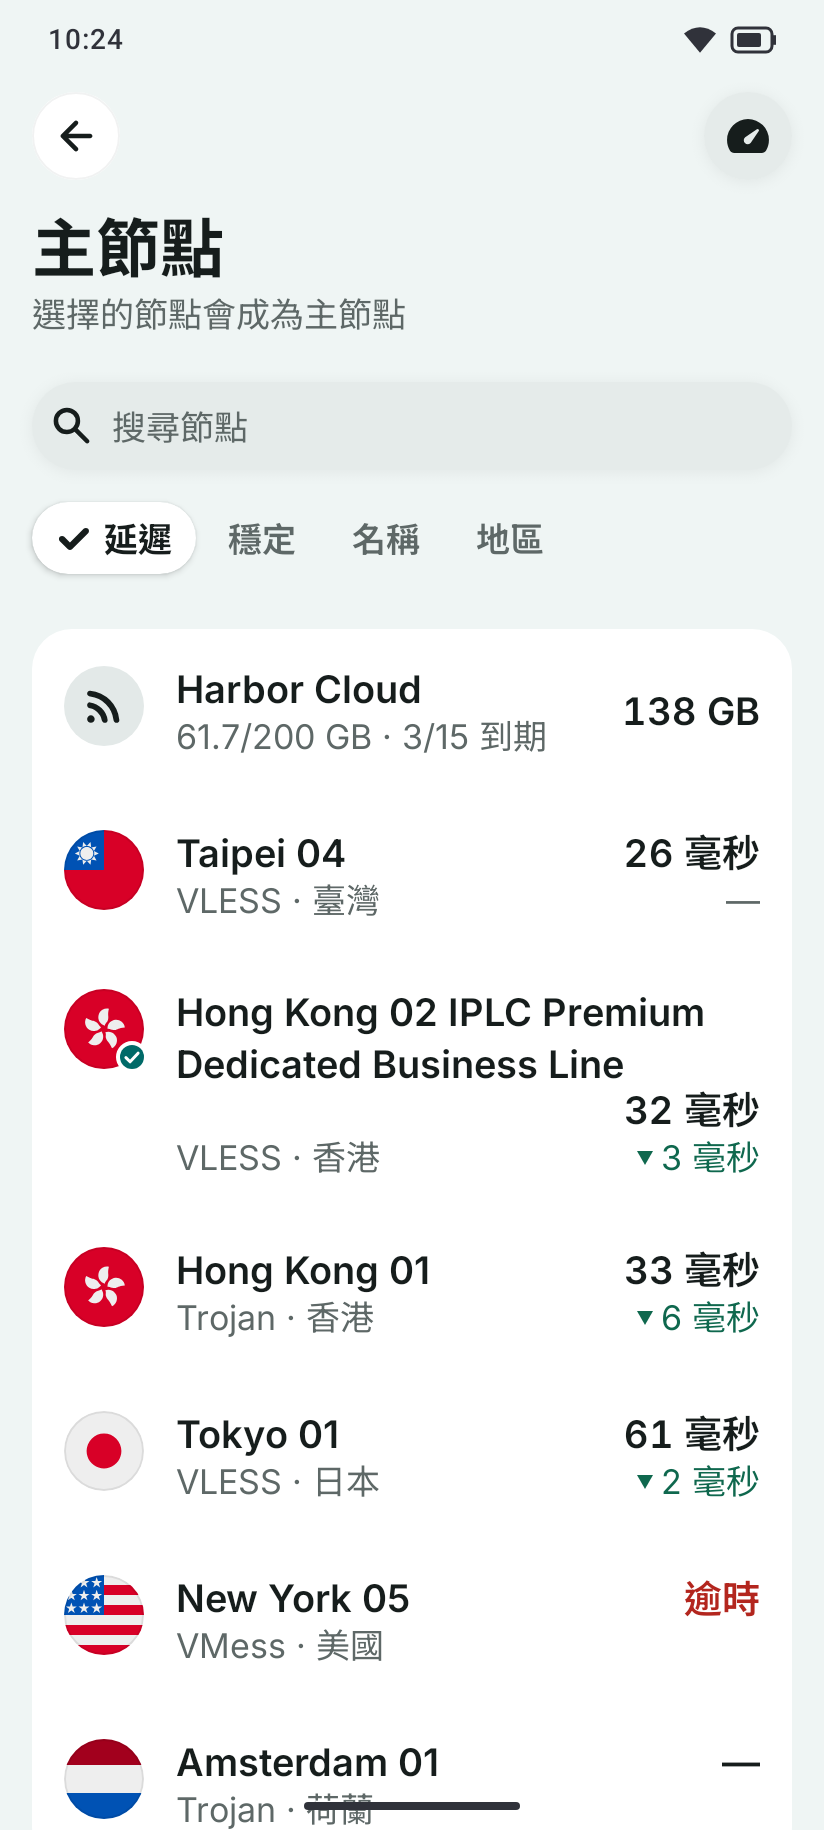 10:24
主節點
選擇的節點會成為主節點
搜尋節點
延遲 穩定 名稱 地區
Harbor Cloud
138 GB
61.7/200 GB · 3/15 到期
Taipei 04
26 毫秒
VLESS · 臺灣
—
Hong Kong 02 IPLC Premium
Dedicated Business Line
32 毫秒
VLESS · 香港
▼3 毫秒
Hong Kong 01
33 毫秒
Trojan · 香港
▼6 毫秒
Tokyo 01
61 毫秒
VLESS · 日本
▼2 毫秒
New York 05
逾時
VMess · 美國
Amsterdam 01
—
Trojan · 荷蘭